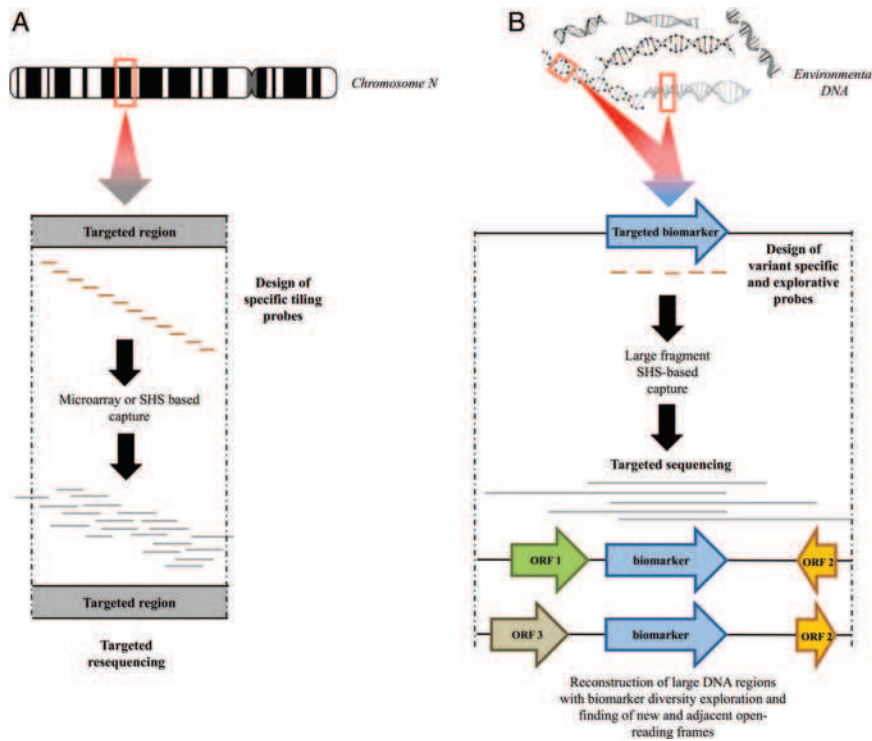 A
Chromosome N
Targeted region
Design of
specific tiling
probes
Microarray or SHS based
capture
Targeted region
Targeted
resequencing
B
Environmental
DNA
Targeted biomarker
Design of
variant specific
and explorative
probes
Large fragment
SHS-based
capture
Targeted sequencing
ORF 1
biomarker
ORF 2
ORF 3
biomarker
ORF 2
Reconstruction of large DNA regions
with biomarker diversity exploration and
finding of new and adjacent open-
reading frames